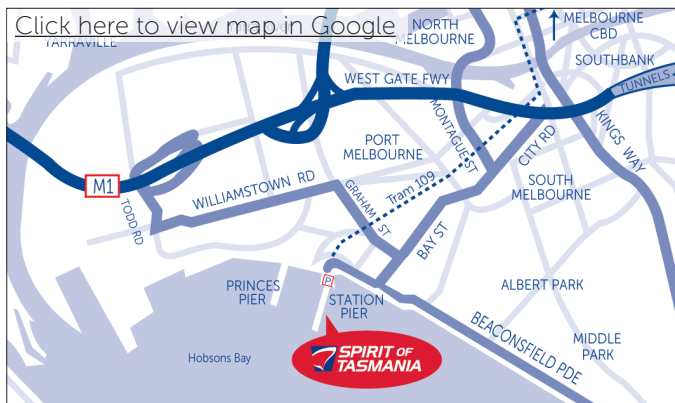 Click here to view map in Google
YARRAVILLE
NORTH
MELBOURNE
MELBOURNE
CBD
SOUTHBANK
TUNNELS
WEST GATE FWY
MONTAGUE ST
CITY RD
KINGS WAY
PORT
MELBOURNE
M1
WILLIAMSTOWN RD
TODD RD
GRAHAM ST
Tram 109
BAY ST
SOUTH
MELBOURNE
PRINCES
PIER
P
STATION
PIER
ALBERT PARK
BEACONSFIELD PDE
MIDDLE
PARK
Hobsons Bay
SPIRIT OF
TASMANIA